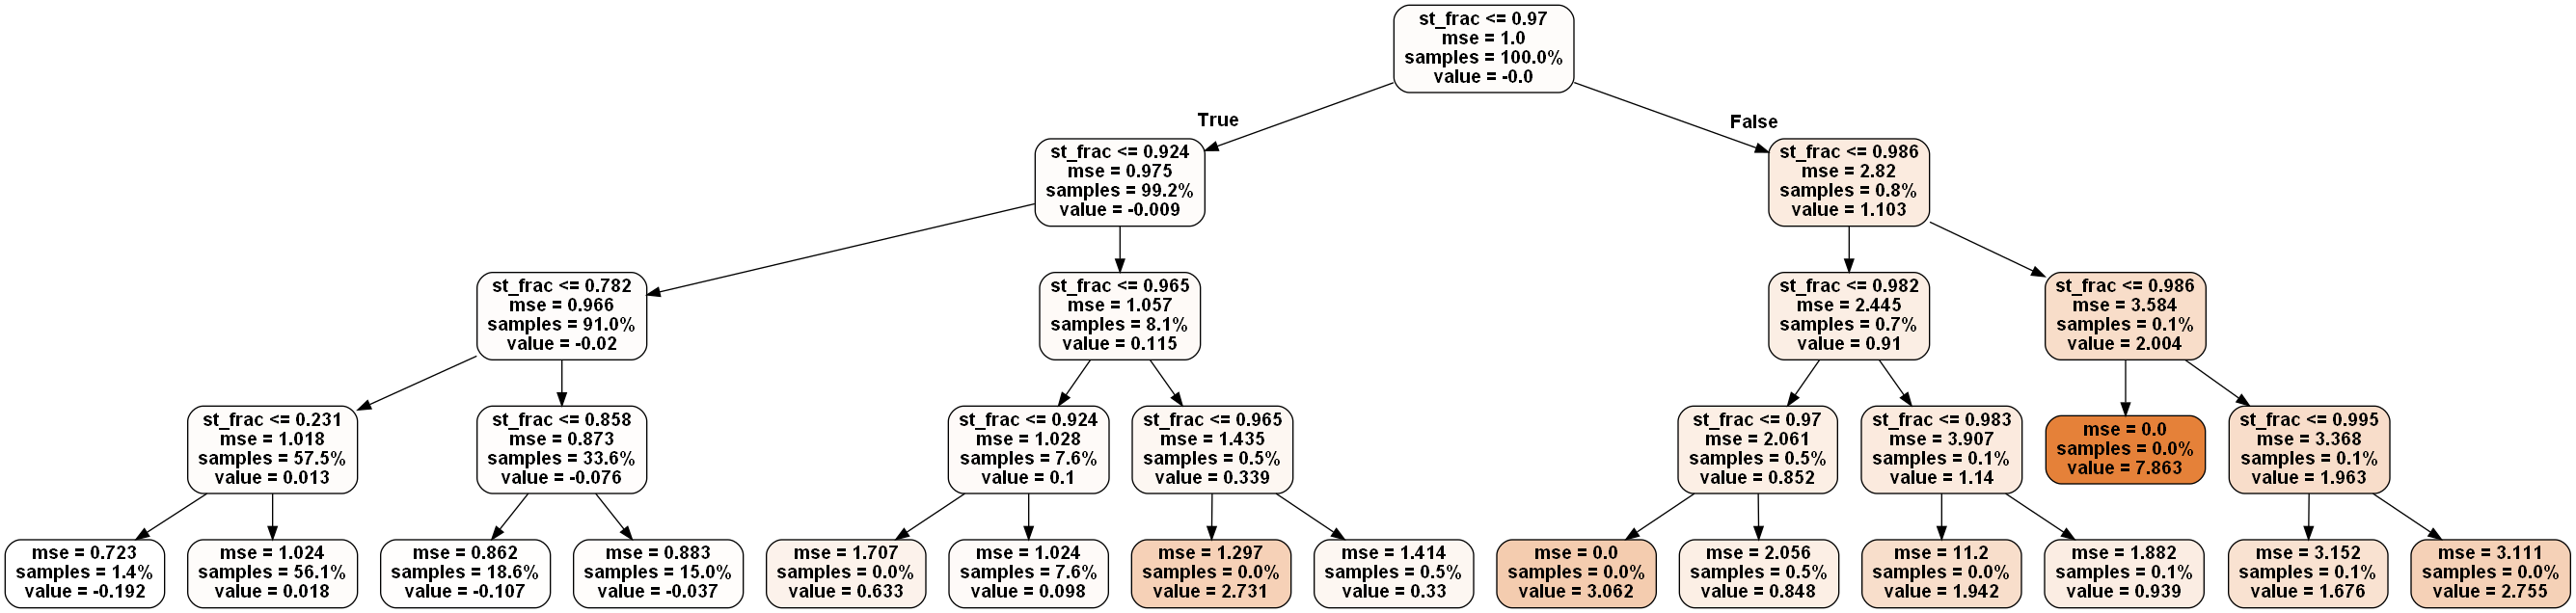 st_frac <= 0.97
mse = 1.0
samples = 100.0%
value = -0.0
True
False
st_frac <= 0.924
mse = 0.975
samples = 99.2%
value = -0.009
st_frac <= 0.986
mse = 2.82
samples = 0.8%
value = 1.103
st_frac <= 0.782
mse = 0.966
samples = 91.0%
value = -0.02
st_frac <= 0.965
mse = 1.057
samples = 8.1%
value = 0.115
st_frac <= 0.982
mse = 2.445
samples = 0.7%
value = 0.91
st_frac <= 0.986
mse = 3.584
samples = 0.1%
value = 2.004
st_frac <= 0.231
mse = 1.018
samples = 57.5%
value = 0.013
st_frac <= 0.858
mse = 0.873
samples = 33.6%
value = -0.076
st_frac <= 0.924
mse = 1.028
samples = 7.6%
value = 0.1
st_frac <= 0.965
mse = 1.435
samples = 0.5%
value = 0.339
st_frac <= 0.97
mse = 2.061
samples = 0.5%
value = 0.852
st_frac <= 0.983
mse = 3.907
samples = 0.1%
value = 1.14
mse = 0.0
samples = 0.0%
value = 7.863
st_frac <= 0.995
mse = 3.368
samples = 0.1%
value = 1.963
mse = 0.723
samples = 1.4%
value = -0.192
mse = 1.024
samples = 56.1%
value = 0.018
mse = 0.862
samples = 18.6%
value = -0.107
mse = 0.883
samples = 15.0%
value = -0.037
mse = 1.707
samples = 0.0%
value = 0.633
mse = 1.024
samples = 7.6%
value = 0.098
mse = 1.297
samples = 0.0%
value = 2.731
mse = 1.414
samples = 0.5%
value = 0.33
mse = 0.0
samples = 0.0%
value = 3.062
mse = 2.056
samples = 0.5%
value = 0.848
mse = 11.2
samples = 0.0%
value = 1.942
mse = 1.882
samples = 0.1%
value = 0.939
mse = 3.152
samples = 0.1%
value = 1.676
mse = 3.111
samples = 0.0%
value = 2.755